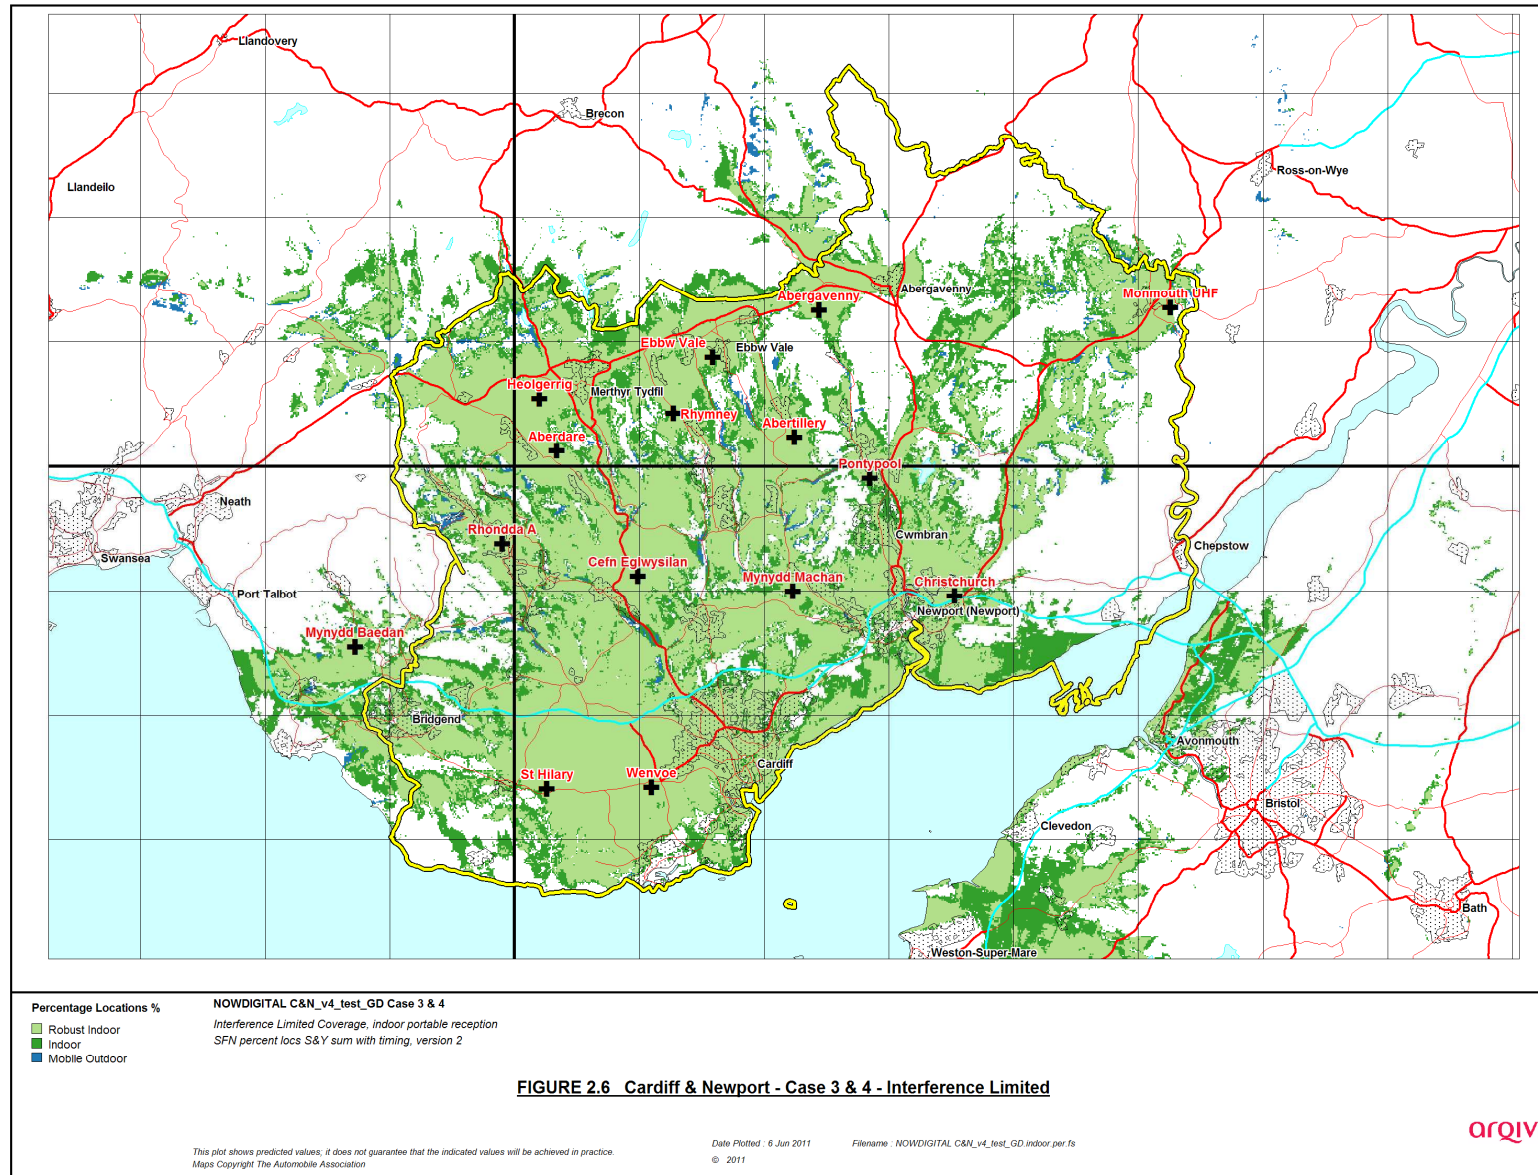 Llandovery
Brecon
Ross-on-Wye
Llandeilo
Abergavenny
Monmouth UHF
Abergavenny
Ebbw Vale
Ebbw Vale
Heolgerrig
Merthyr Tydfil
Rhymney
Abertillery
Aberdare
Pontypool
Neath
Rhondda A
Cwmbran
Chepstow
Swansea
Cefn Eglwysilan
Mynydd Machan
Christchurch
Port Talbot
Newport (Newport)
Mynydd Baedan
Bridgend
Avonmouth
St Hilary
Wenvoe
Cardiff
Bristol
Clevedon
Bath
Weston-Super-Mare
Percentage Locations %
Robust Indoor
Indoor
Mobile Outdoor
NOWDIGITAL C&N_v4_test_GD Case 3 & 4
Interference Limited Coverage, indoor portable reception
SFN percent locs S&Y sum with timing, version 2
FIGURE 2.6 Cardiff & Newport - Case 3 & 4 - Interference Limited
This plot shows predicted values; it does not guarantee that the indicated values will be achieved in practice.
Maps Copyright The Automobile Association
Date Plotted : 6 Jun 2011
Filename : NOWDIGITAL C&N_v4_test_GD.indoor.per.fs
© 2011
arqiv